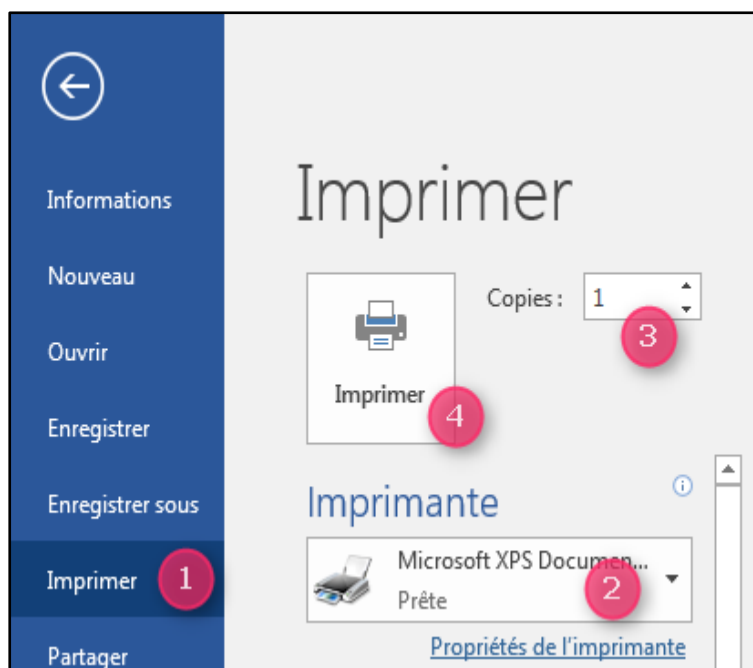 Informations
Nouveau
Ouvrir
Enregistrer
Enregistrer sous
Imprimer 1
Partager
Imprimer
Copies : 1
3
Imprimer
4
Imprimante
Microsoft XPS Documen...
Prête
2
Propriétés de l'imprimante